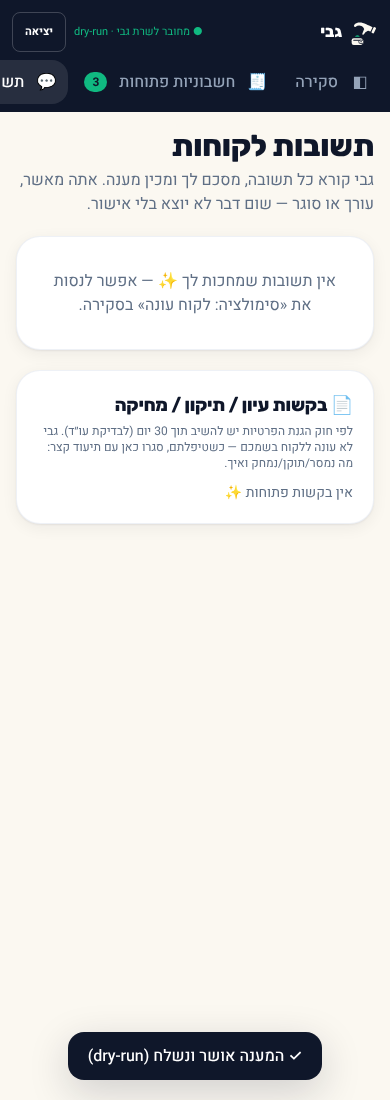 גבי
מחובר לשרת גבי · dry-run
יציאה
סקירה
חשבוניות פתוחות 3
תש
תשובות לקוחות
גבי קורא כל תשובה, מסכם לך ומכין מענה. אתה מאשר,
עורך או סוגר — שום דבר לא יוצא בלי אישור.
אין תשובות שמחכות לך ✨ — אפשר לנסות
את «סימולציה: לקוח עונה» בסקירה.
בקשות עיון / תיקון / מחיקה
לפי חוק הגנת הפרטיות יש להשיב תוך 30 יום (לבדיקת עו״ד). גבי
לא עונה ללקוח בשמכם — כשטיפלתם, סגרו כאן עם תיעוד קצר:
מה נמסר/תוקן/נמחק ואיך.
אין בקשות פתוחות ✨
✓ המענה אושר ונשלח (dry-run)